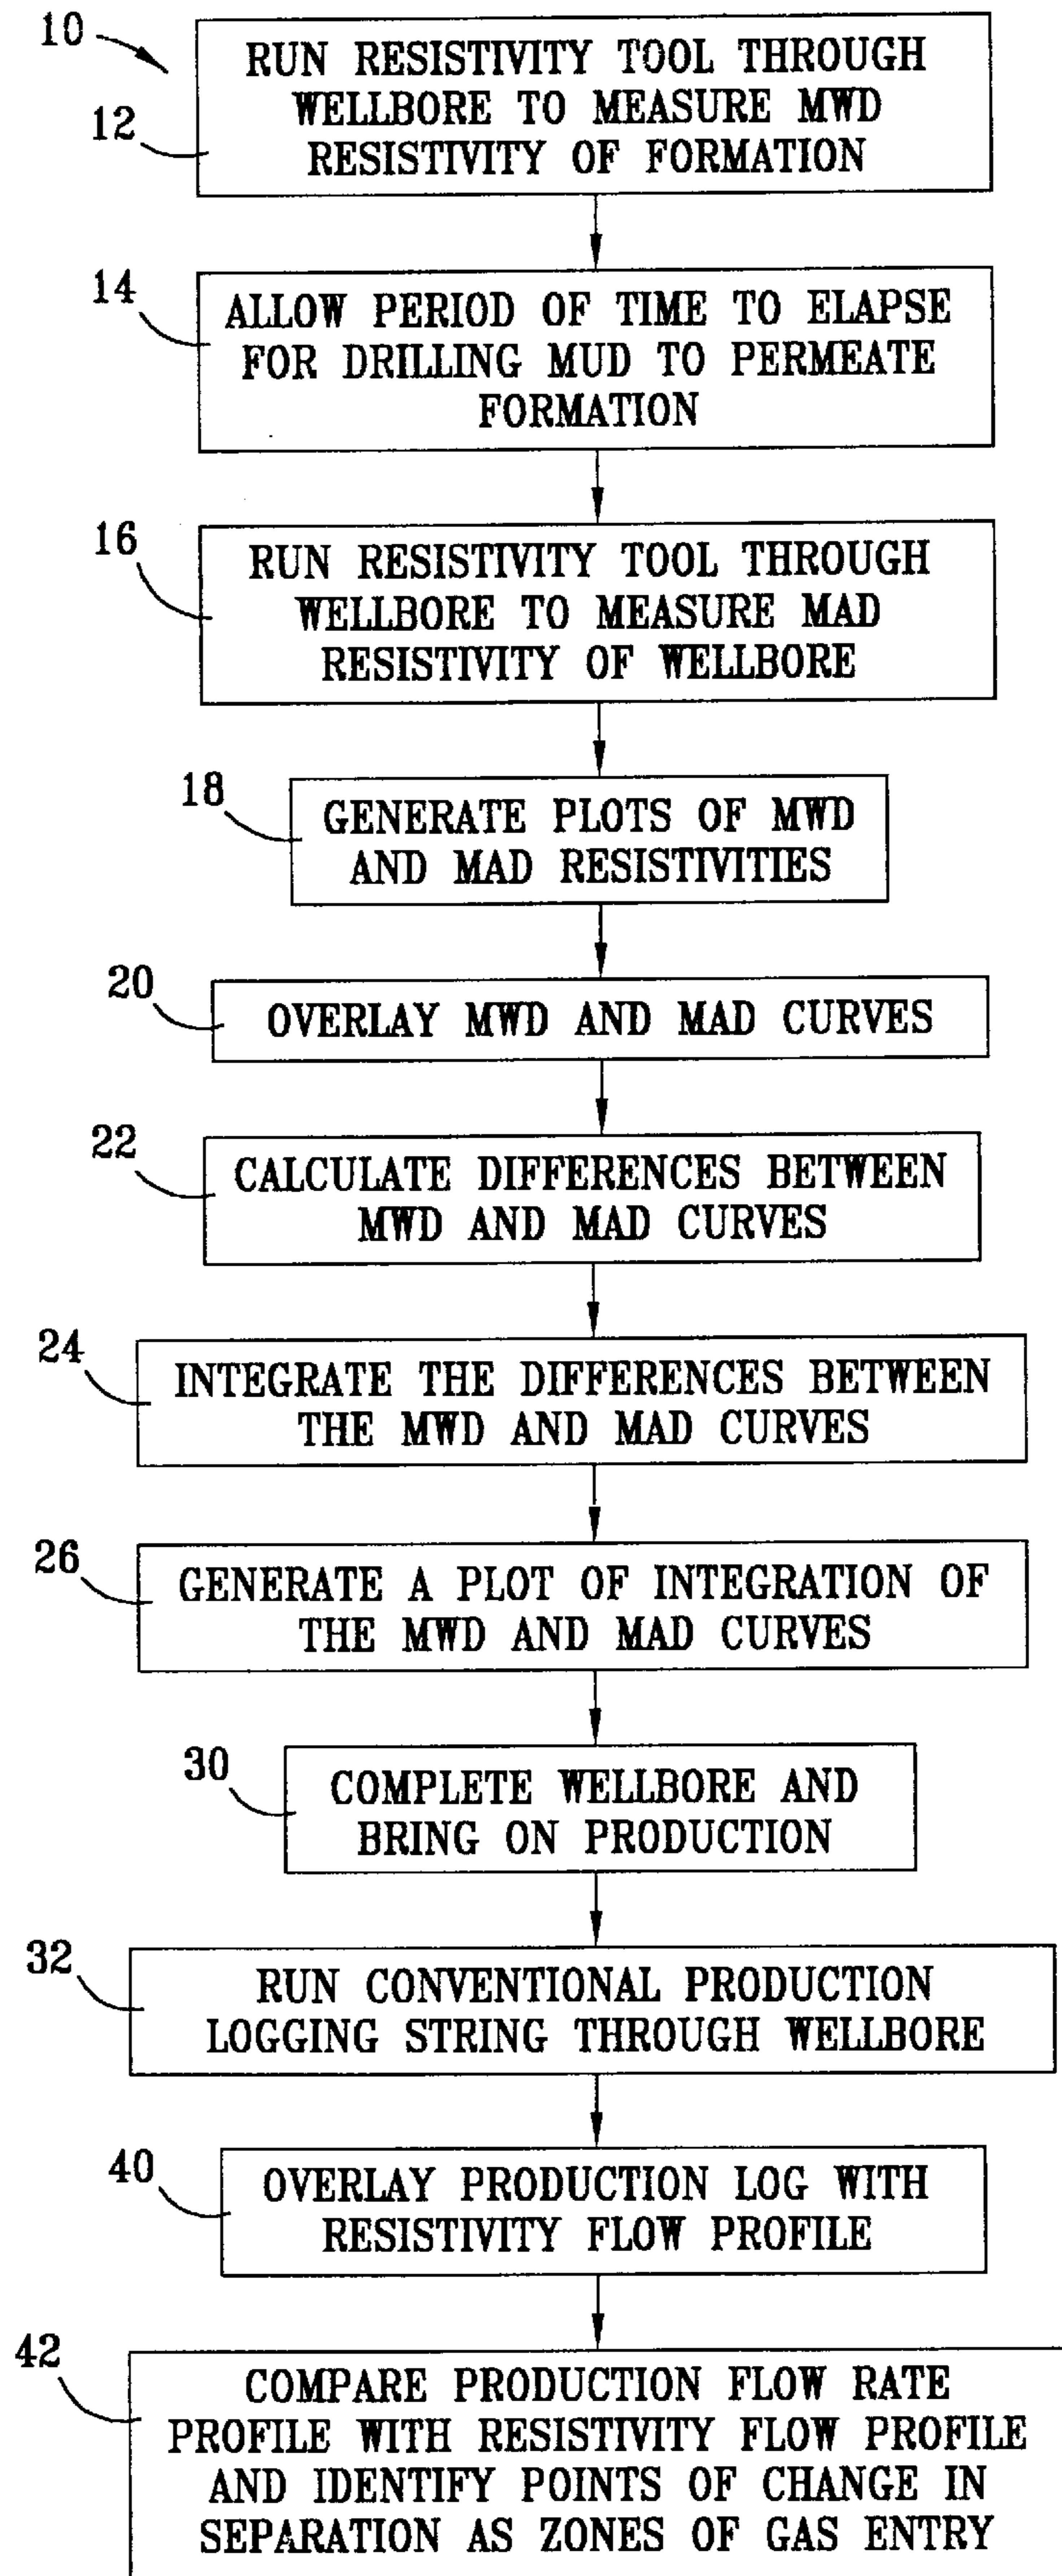 10
12
RUN RESISTIVITY TOOL THROUGH
WELLBORE TO MEASURE MWD
RESISTIVITY OF FORMATION
14
ALLOW PERIOD OF TIME TO ELAPSE
FOR DRILLING MUD TO PERMEATE
FORMATION
16
RUN RESISTIVITY TOOL THROUGH
WELLBORE TO MEASURE MAD
RESISTIVITY OF WELLBORE
18
GENERATE PLOTS OF MWD
AND MAD RESISTIVITIES
20
OVERLAY MWD AND MAD CURVES
22
CALCULATE DIFFERENCES BETWEEN
MWD AND MAD CURVES
24
INTEGRATE THE DIFFERENCES BETWEEN
THE MWD AND MAD CURVES
26
GENERATE A PLOT OF INTEGRATION OF
THE MWD AND MAD CURVES
30
COMPLETE WELLBORE AND
BRING ON PRODUCTION
32
RUN CONVENTIONAL PRODUCTION
LOGGING STRING THROUGH WELLBORE
40
OVERLAY PRODUCTION LOG WITH
RESISTIVITY FLOW PROFILE
42
COMPARE PRODUCTION FLOW RATE
PROFILE WITH RESISTIVITY FLOW PROFILE
AND IDENTIFY POINTS OF CHANGE IN
SEPARATION AS ZONES OF GAS ENTRY